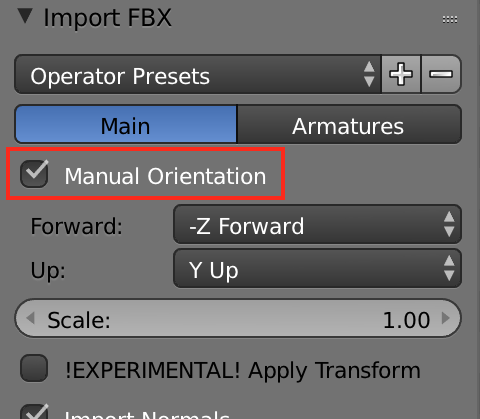 Import FBX
Operator Presets
Main Armatures
Manual Orientation
Forward: -Z Forward
Up: Y Up
Scale: 1.00
!EXPERIMENTAL! Apply Transform
Import Normals